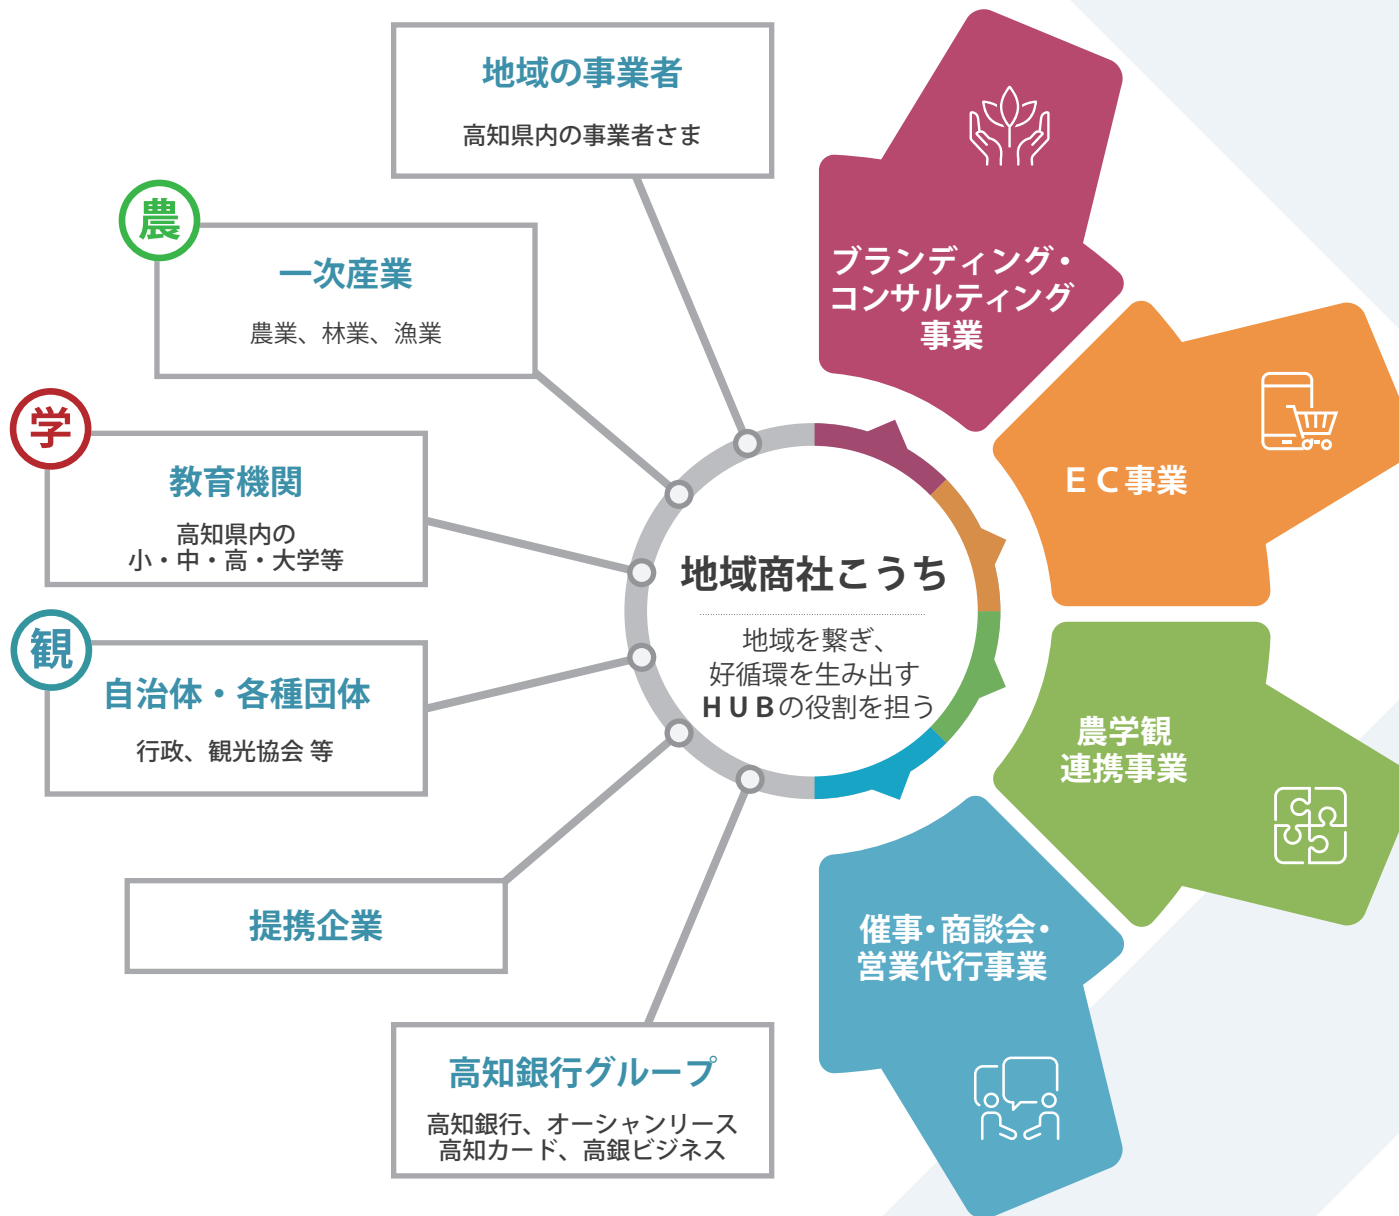 地域の事業者
高知県内の事業者さま
農
一次産業
農業、林業、漁業
学
教育機関
高知県内の
小・中・高・大学等
観
自治体・各種団体
行政、観光協会 等
提携企業
高知銀行グループ
高知銀行、オーシャンリース
高知カード、高銀ビジネス
地域商社こうち
地域を繋ぎ、
好循環を生み出す
ＨＵＢの役割を担う
ブランディング・
コンサルティング
事業
ＥＣ事業
農学観
連携事業
催事・商談会・
営業代行事業